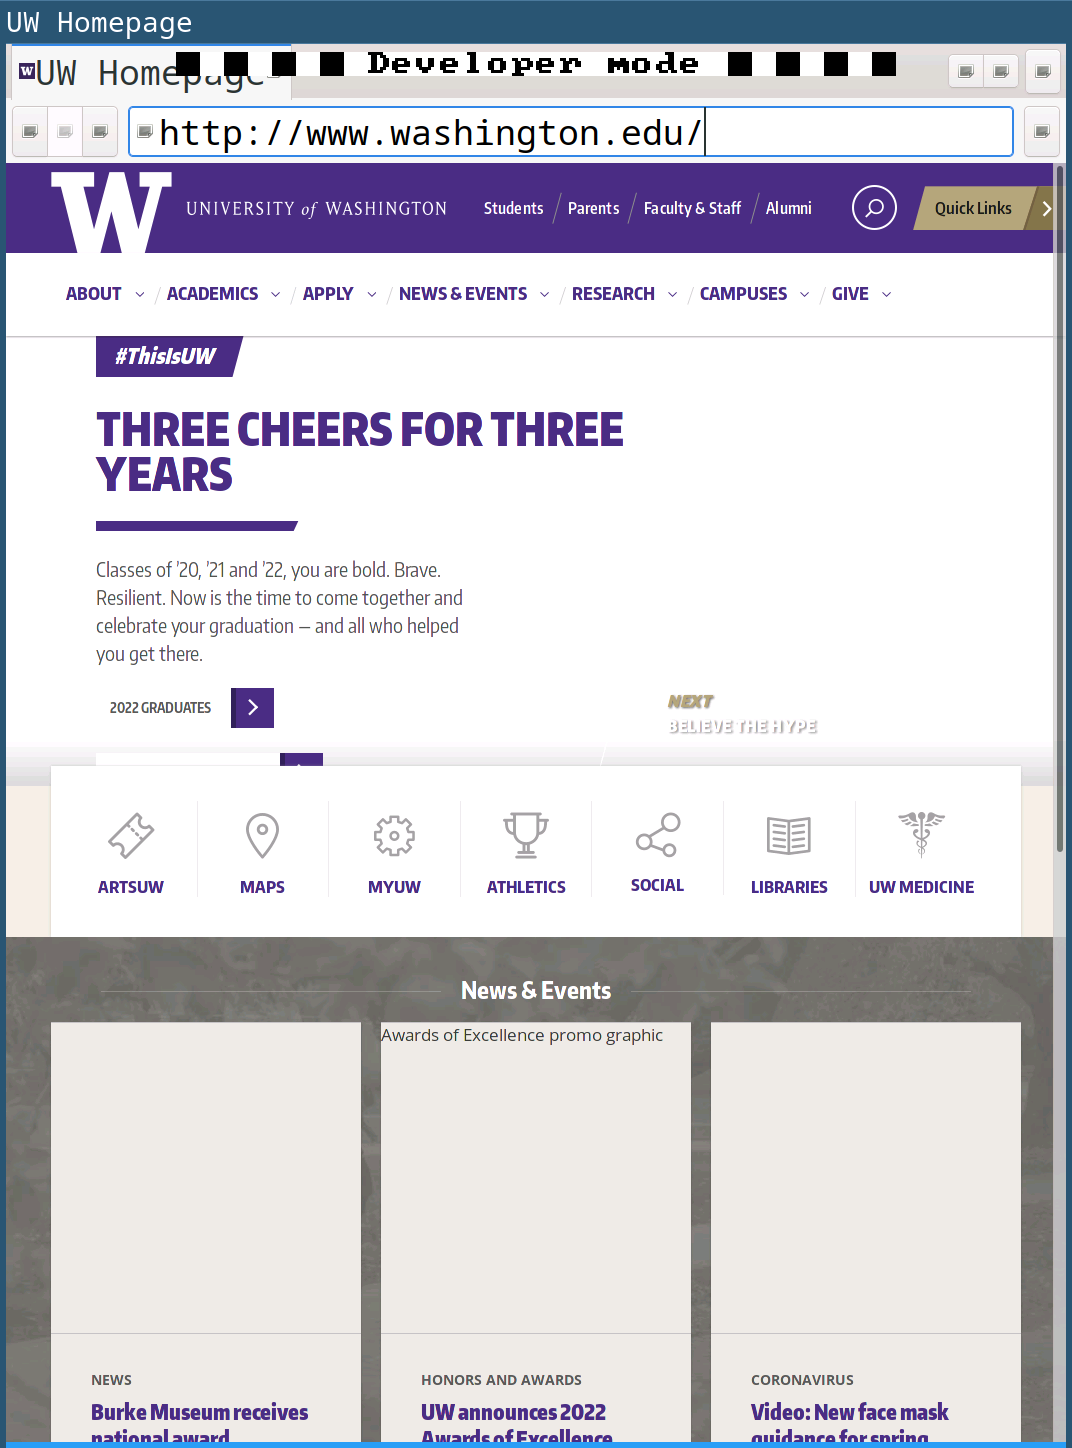 UW Homepage
UW Homepage
Developer mode
http://www.washington.edu/
W UNIVERSITY of WASHINGTON
Students Parents Faculty & Staff Alumni Quick Links
ABOUT ACADEMICS APPLY NEWS & EVENTS RESEARCH CAMPUSES GIVE
#ThisIsUW
THREE CHEERS FOR THREE
YEARS
Classes of ’20, ’21 and ’22, you are bold. Brave.
Resilient. Now is the time to come together and
celebrate your graduation — and all who helped
you get there.
2022 GRADUATES
NEXT
BELIEVE THE HYPE
ARTSUW MAPS MYUW ATHLETICS SOCIAL LIBRARIES UW MEDICINE
News & Events
Awards of Excellence promo graphic
NEWS
Burke Museum receives
national award
HONORS AND AWARDS
UW announces 2022
Awards of Excellence
CORONAVIRUS
Video: New face mask
guidance for spring